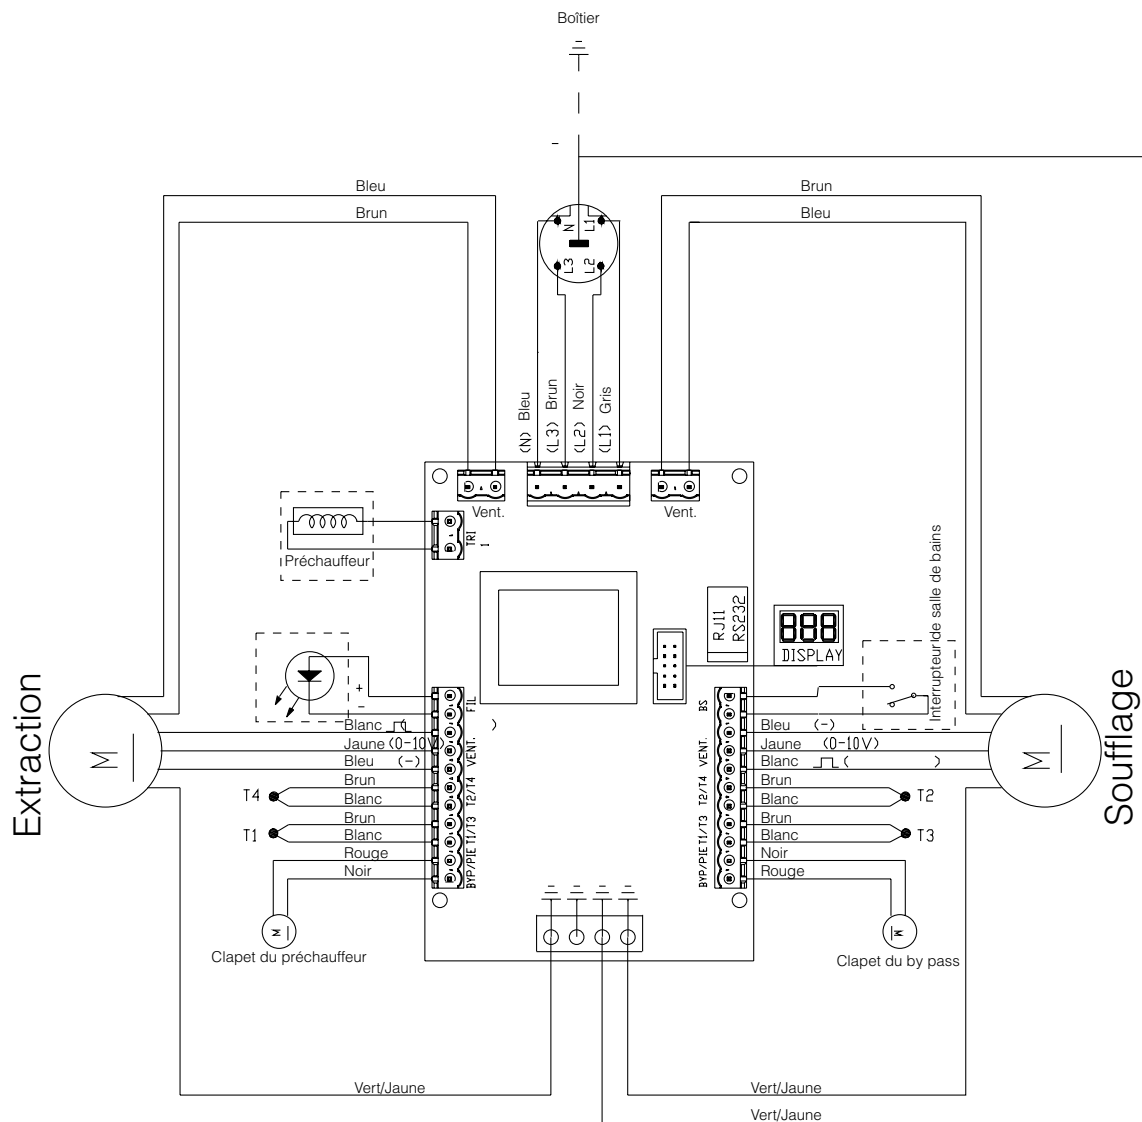 Boîtier
Bleu
Brun
Brun
Bleu
N
L1
L3
L2
(N) Bleu
(L3) Brun
(L2) Noir
(L1) Gris
Vent.
Vent.
TRI
1
Préchauffeur
RJ11
RS232
DISPLAY
Interrupteur de salle de bains
Extraction
Soufflage
M
M
+
-
FIL
VENT.
T2/T4
T1/T3
BYP/PIE
BS
VENT.
T2/T4
T1/T3
BYP/PIE
Blanc ( )
Jaune (0-10V)
Bleu (-)
Brun
Blanc
T4
Brun
Blanc
T1
Rouge
Noir
Bleu (-)
Jaune (0-10V)
Blanc ( )
Brun
Blanc
T2
Brun
Blanc
T3
Noir
Rouge
M
M
Clapet du préchauffeur
Clapet du by pass
Vert/Jaune
Vert/Jaune
Vert/Jaune